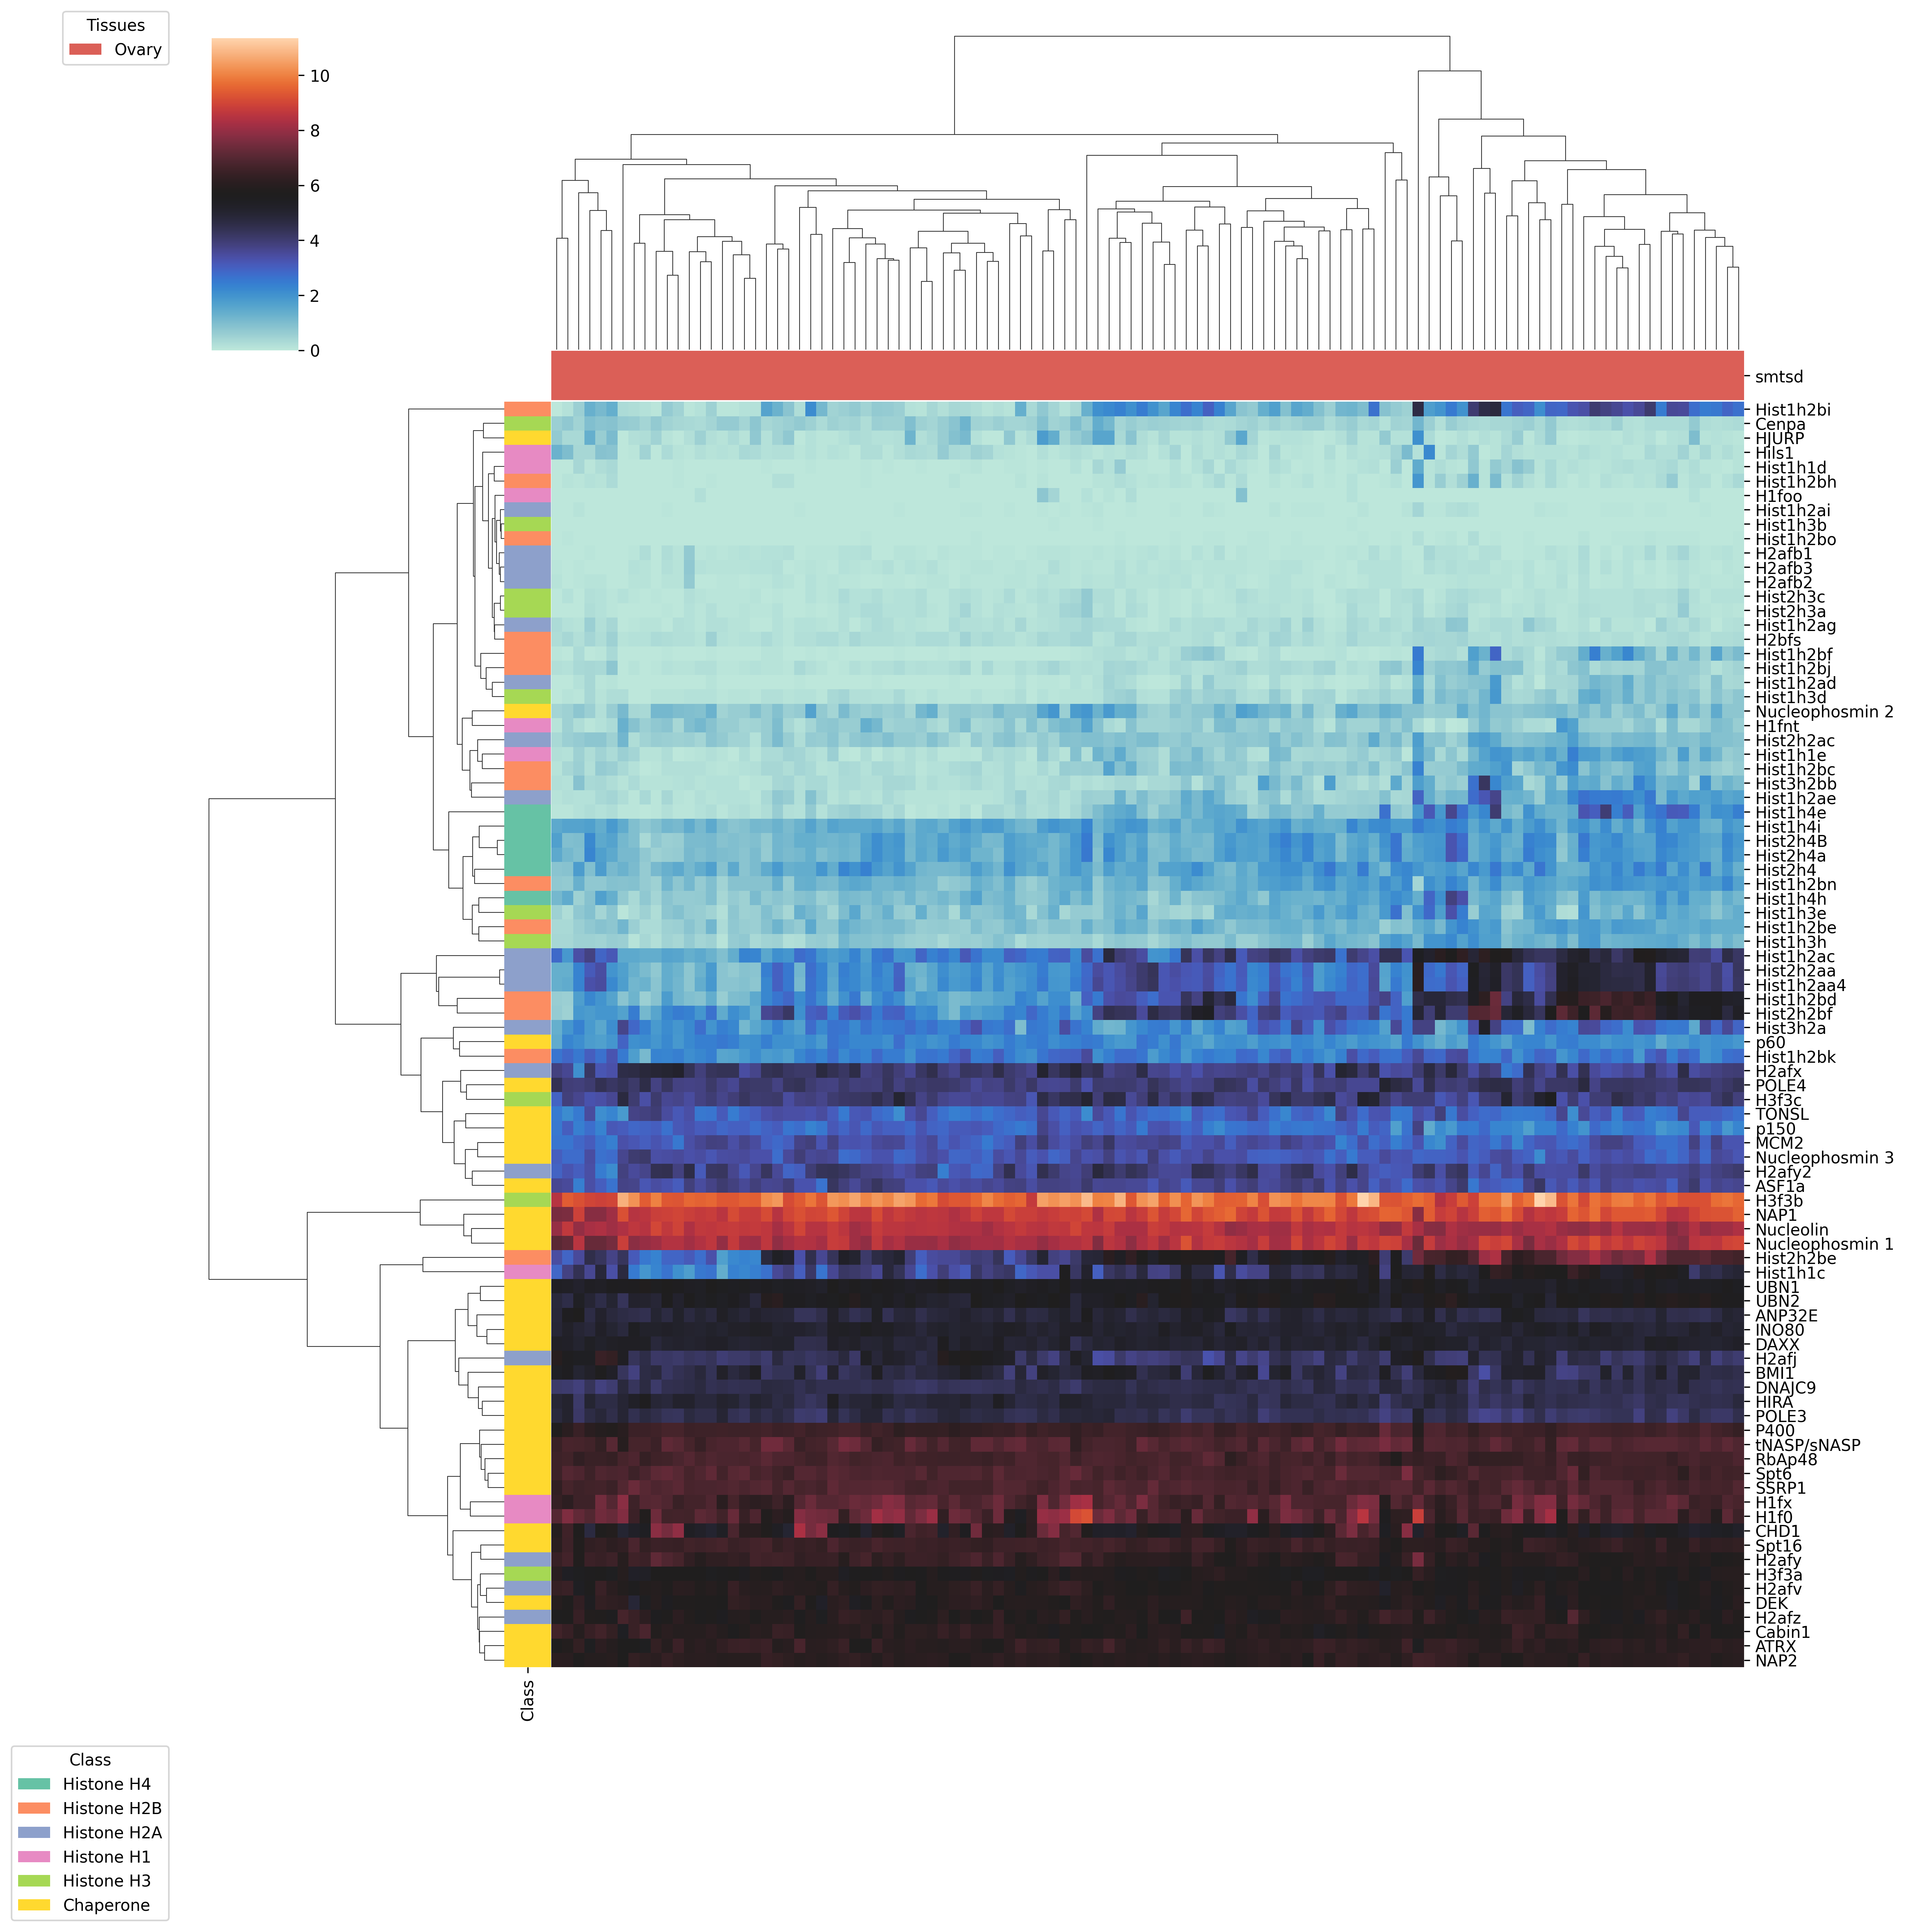 Tissues
Ovary
10
8
6
4
2
0
smtsd
Hist1h2bi
Cenpa
HJURP
Hils1
Hist1h1d
Hist1h2bh
H1foo
Hist1h2ai
Hist1h3b
Hist1h2bo
H2afb1
H2afb3
H2afb2
Hist2h3c
Hist2h3a
Hist1h2ag
H2bfs
Hist1h2bf
Hist1h2bj
Hist1h2ad
Hist1h3d
Nucleophosmin 2
H1fnt
Hist2h2ac
Hist1h1e
Hist1h2bc
Hist3h2bb
Hist1h2ae
Hist1h4e
Hist1h4i
Hist2h4B
Hist2h4a
Hist2h4
Hist1h2bn
Hist1h4h
Hist1h3e
Hist1h2be
Hist1h3h
Hist1h2ac
Hist2h2aa
Hist1h2aa4
Hist1h2bd
Hist2h2bf
Hist3h2a
p60
Hist1h2bk
H2afx
POLE4
H3f3c
TONSL
p150
MCM2
Nucleophosmin 3
H2afy2
ASF1a
H3f3b
NAP1
Nucleolin
Nucleophosmin 1
Hist2h2be
Hist1h1c
UBN1
UBN2
ANP32E
INO80
DAXX
H2afj
BMI1
DNAJC9
HIRA
POLE3
P400
tNASP/sNASP
RbAp48
Spt6
SSRP1
H1fx
H1f0
CHD1
Spt16
H2afy
H3f3a
H2afv
DEK
H2afz
Cabin1
ATRX
NAP2
Class
Class
Histone H4
Histone H2B
Histone H2A
Histone H1
Histone H3
Chaperone